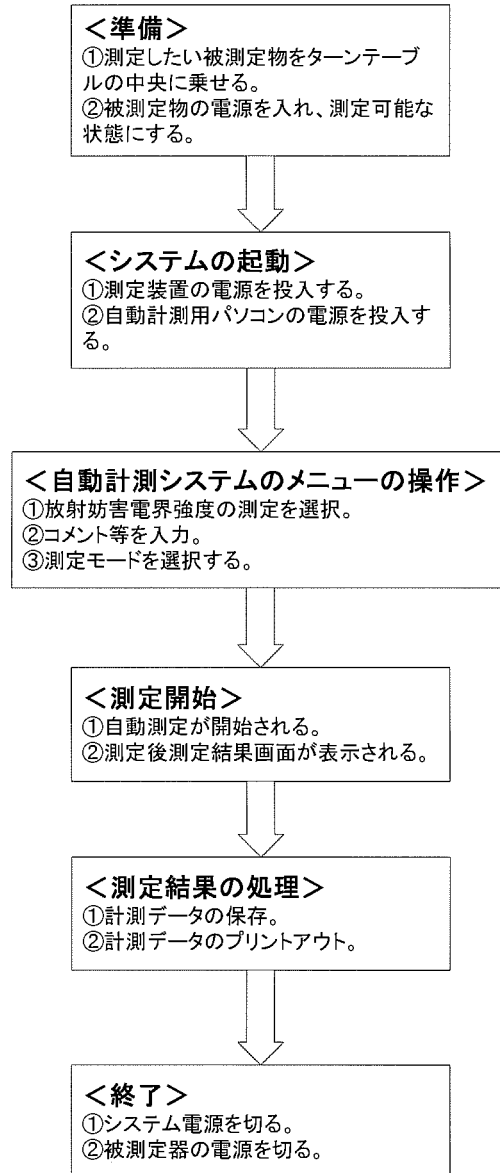 ＜準備＞
①測定したい被測定物をターンテーブ
ルの中央に乗せる。
②被測定物の電源を入れ、測定可能な
状態にする。
＜システムの起動＞
①測定装置の電源を投入する。
②自動計測用パソコンの電源を投入す
る。
＜自動計測システムのメニューの操作＞
①放射妨害電界強度の測定を選択。
②コメント等を入力。
③測定モードを選択する。
＜測定開始＞
①自動測定が開始される。
②測定後測定結果画面が表示される。
＜測定結果の処理＞
①計測データの保存。
②計測データのプリントアウト。
＜終了＞
①システム電源を切る。
②被測定器の電源を切る。